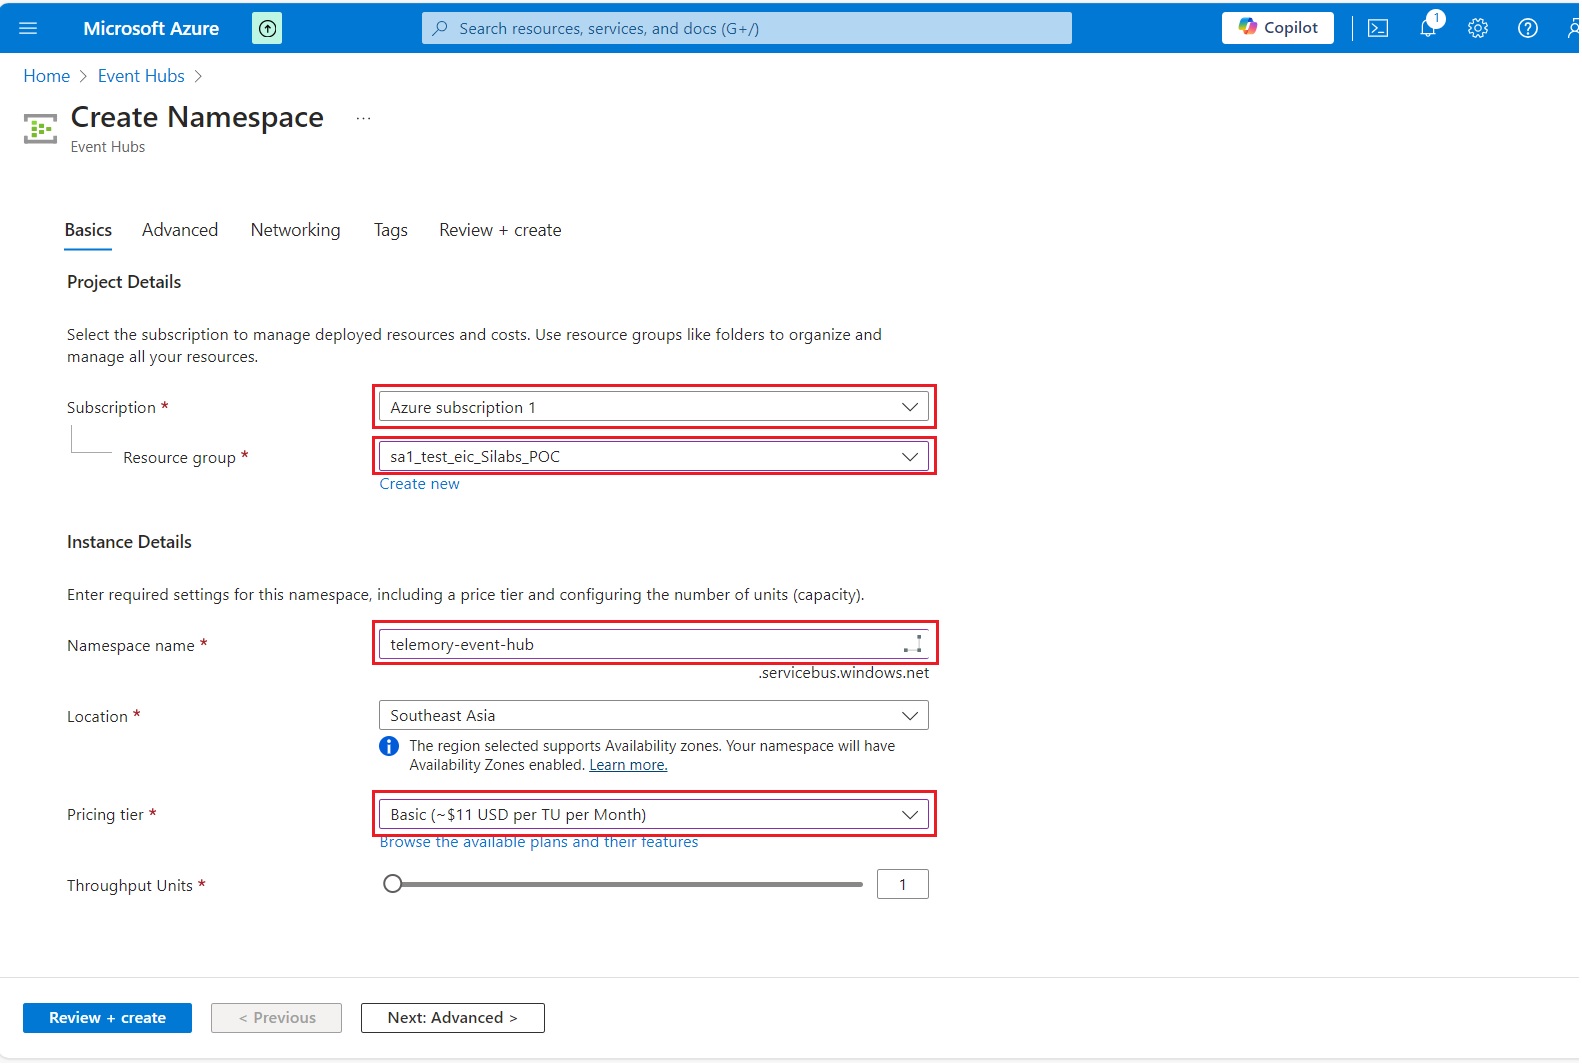 Microsoft Azure
Search resources, services, and docs (G+/)
Copilot
1
Home > Event Hubs >
Create Namespace ...
Event Hubs
Basics Advanced Networking Tags Review + create
Project Details
Select the subscription to manage deployed resources and costs. Use resource groups like folders to organize and
manage all your resources.
Subscription *
Azure subscription 1
Resource group *
sa1_test_eic_Silabs_POC
Create new
Instance Details
Enter required settings for this namespace, including a price tier and configuring the number of units (capacity).
Namespace name *
telemory-event-hub
.servicebus.windows.net
Location *
Southeast Asia
The region selected supports Availability zones. Your namespace will have
Availability Zones enabled. Learn more.
Pricing tier *
Basic (~$11 USD per TU per Month)
Browse the available plans and their features
Throughput Units *
1
Review + create
< Previous
Next: Advanced >